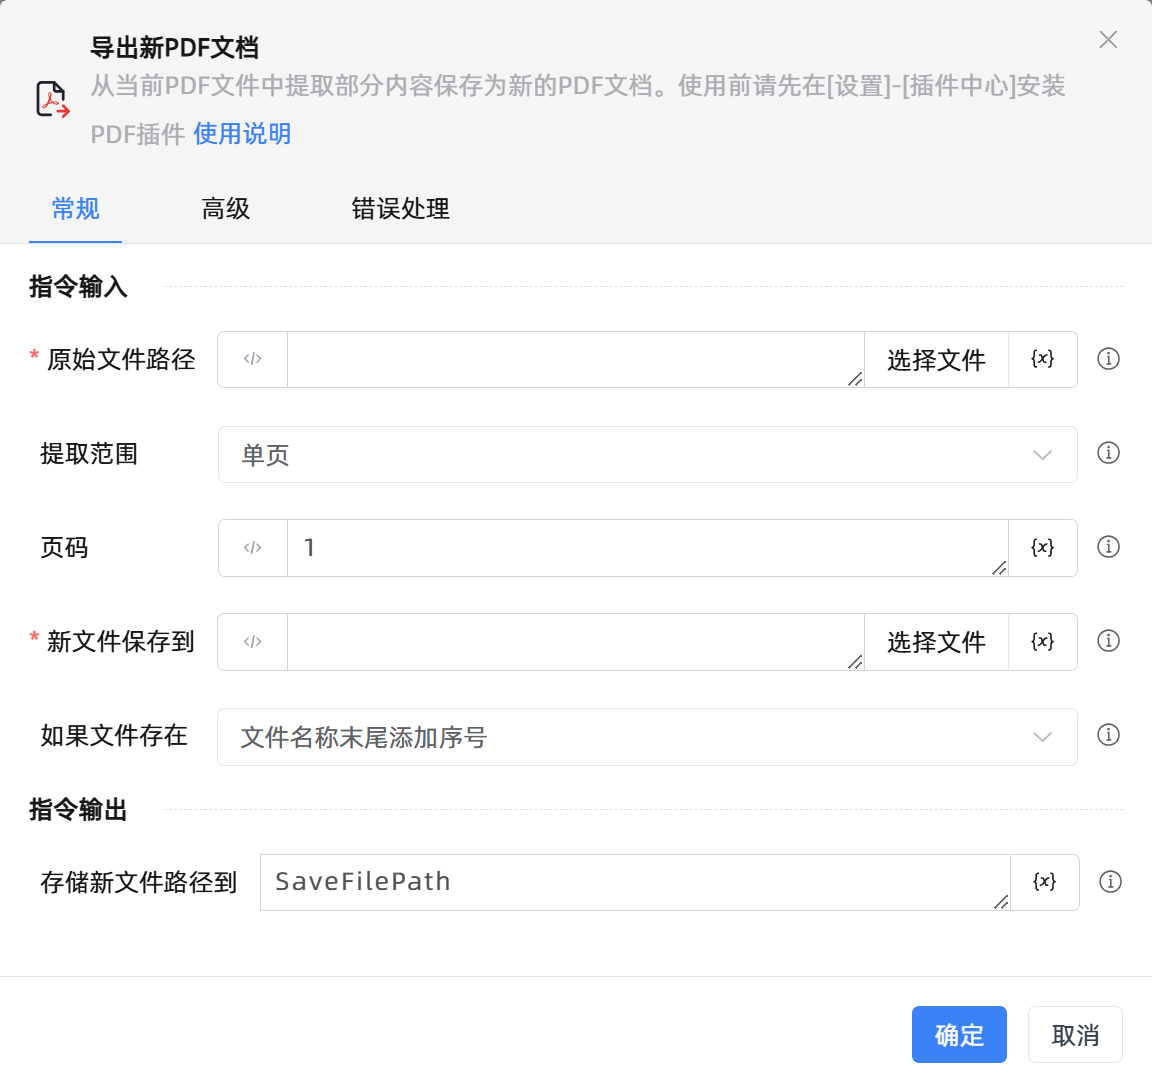 导出新PDF文档
从当前PDF文件中提取部分内容保存为新的PDF文档。使用前请先在[设置]-[插件中心]安装
PDF插件 使用说明
常规 高级 错误处理
指令输入
* 原始文件路径 </> 选择文件 {x}
提取范围 单页
页码 </> 1 {x}
* 新文件保存到 </> 选择文件 {x}
如果文件存在 文件名称末尾添加序号
指令输出
存储新文件路径到 SaveFilePath {x}
确定 取消